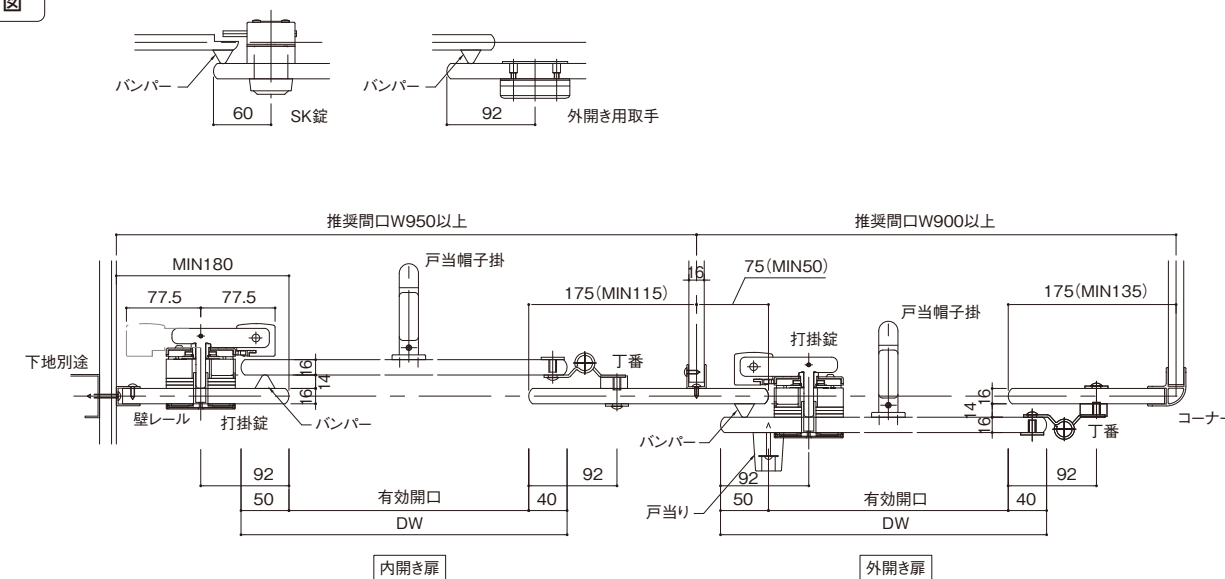 図
バンパー
60
SK錠
バンパー
92
外開き用取手
推奨間口W950以上
推奨間口W900以上
MIN180
戸当帽子掛
16
75(MIN50)
77.5
77.5
175(MIN115)
175(MIN135)
戸当帽子掛
打掛錠
下地別途
16
14
16
丁番
壁レール
打掛錠
バンパー
16
14
16
コーナー
バンパー
丁番
92
92
92
92
50
有効開口
40
50
有効開口
40
戸当り
DW
DW
内開き扉
外開き扉